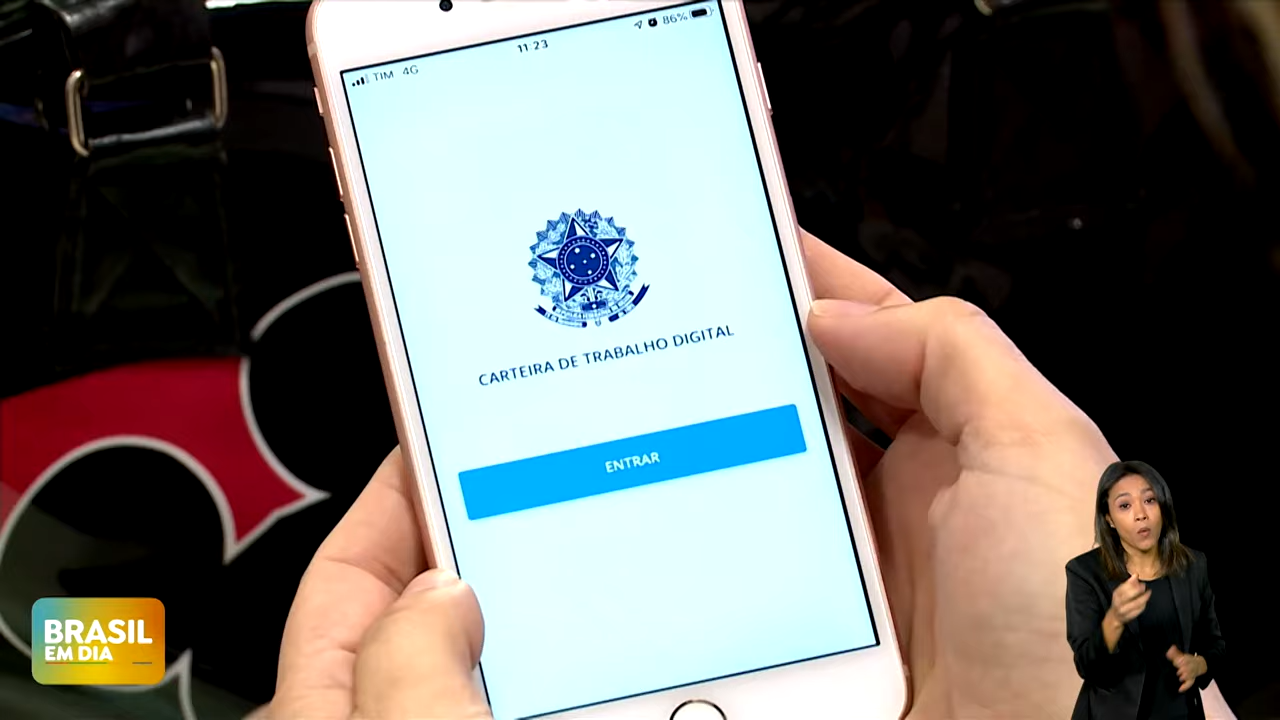 TIM 4G
11:23
86%
CARTEIRA DE TRABALHO DIGITAL
ENTRAR
BRASIL
EM DIA